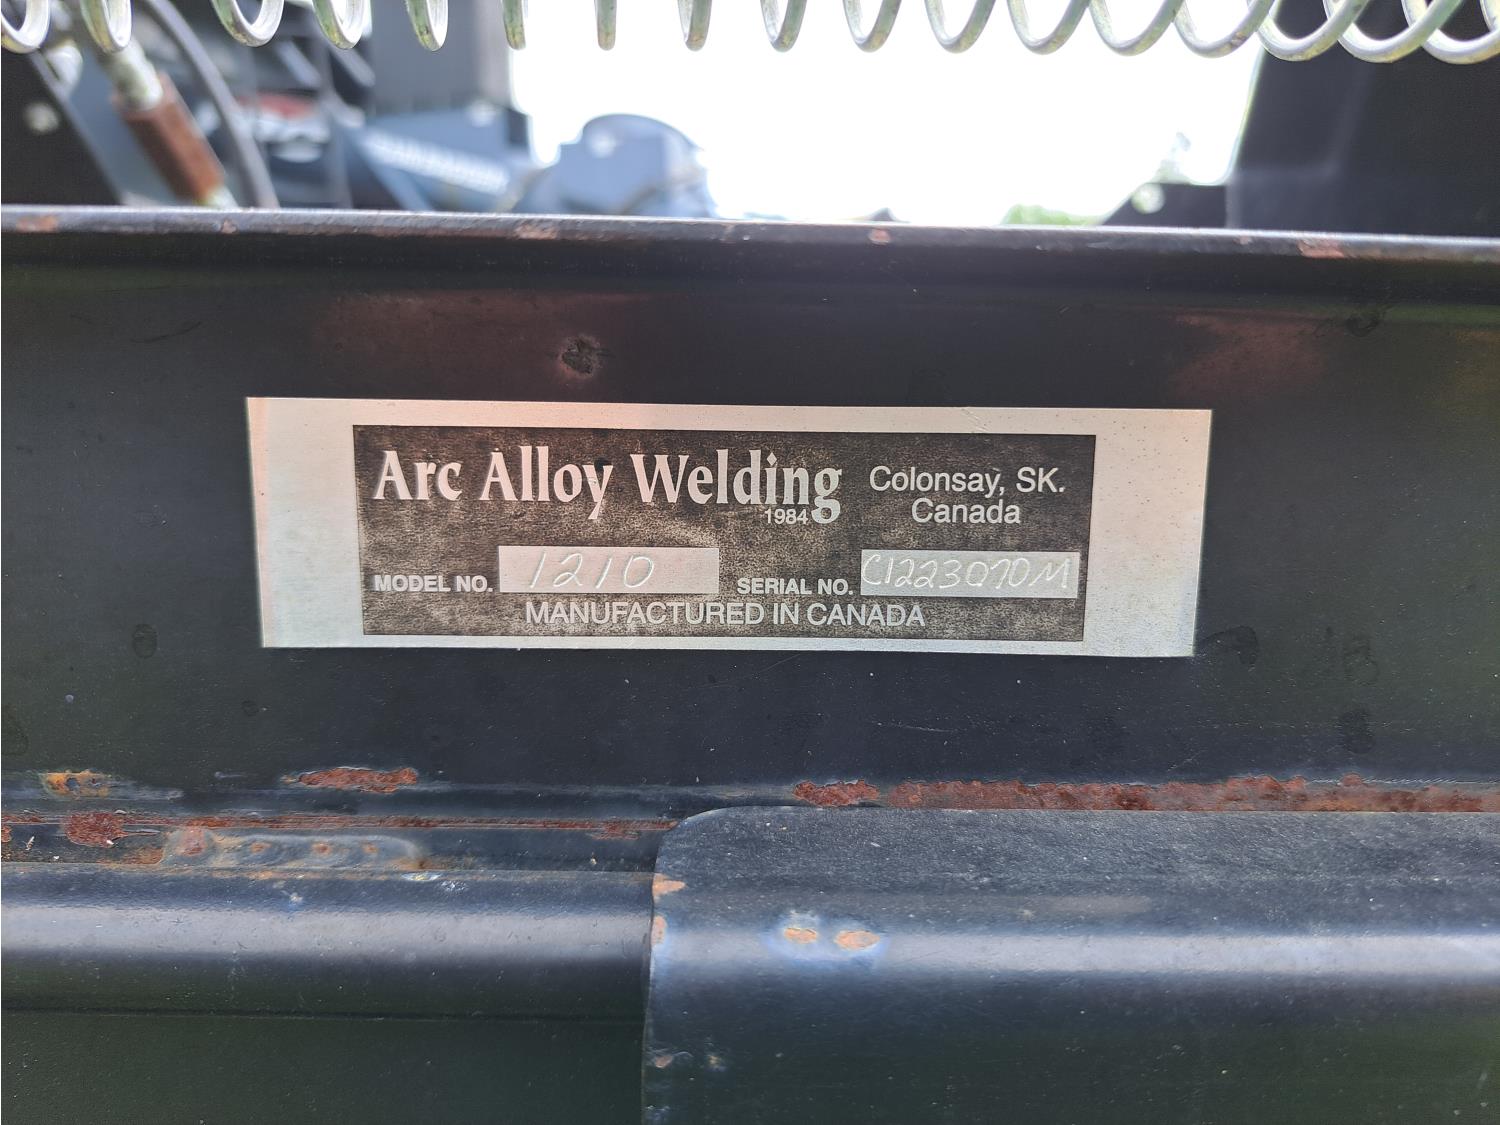 Arc Alloy Welding
1984
Colonsay, SK.
Canada
MODEL NO. 1210 SERIAL NO. C1223070M
MANUFACTURED IN CANADA